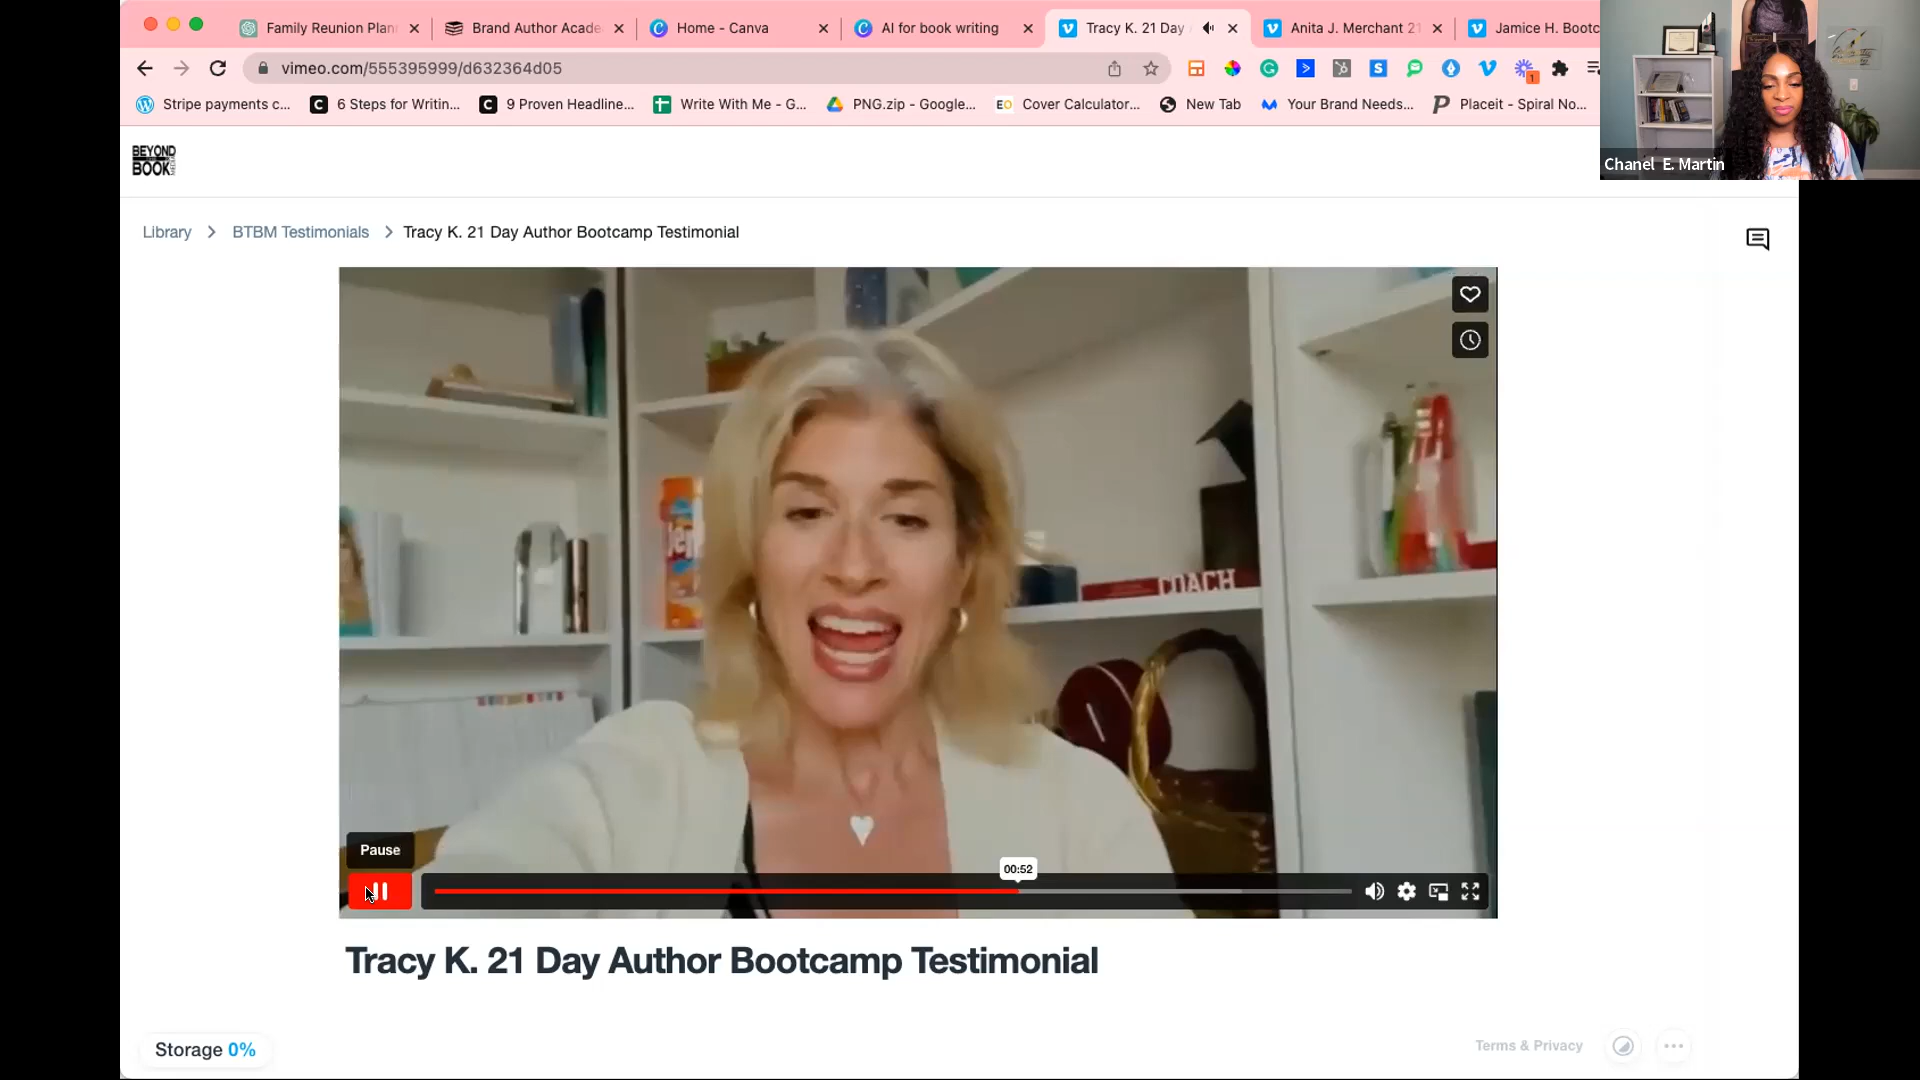 Family Reunion Plan
Brand Author Acade
Home - Canva
AI for book writing
Tracy K. 21 Day
Anita J. Merchant 21
Jamice H. Bootc
vimeo.com/555395999/d632364d05
1
Stripe payments c...
6 Steps for Writin...
9 Proven Headline...
Write With Me - G...
PNG.zip - Google...
EO Cover Calculator...
New Tab
Your Brand Needs...
Placeit - Spiral No...
Chanel E. Martin
BEYOND
BOOK
Library > BTBM Testimonials > Tracy K. 21 Day Author Bootcamp Testimonial
COACH
Pause
00:52
Tracy K. 21 Day Author Bootcamp Testimonial
Storage 0%
Terms & Privacy